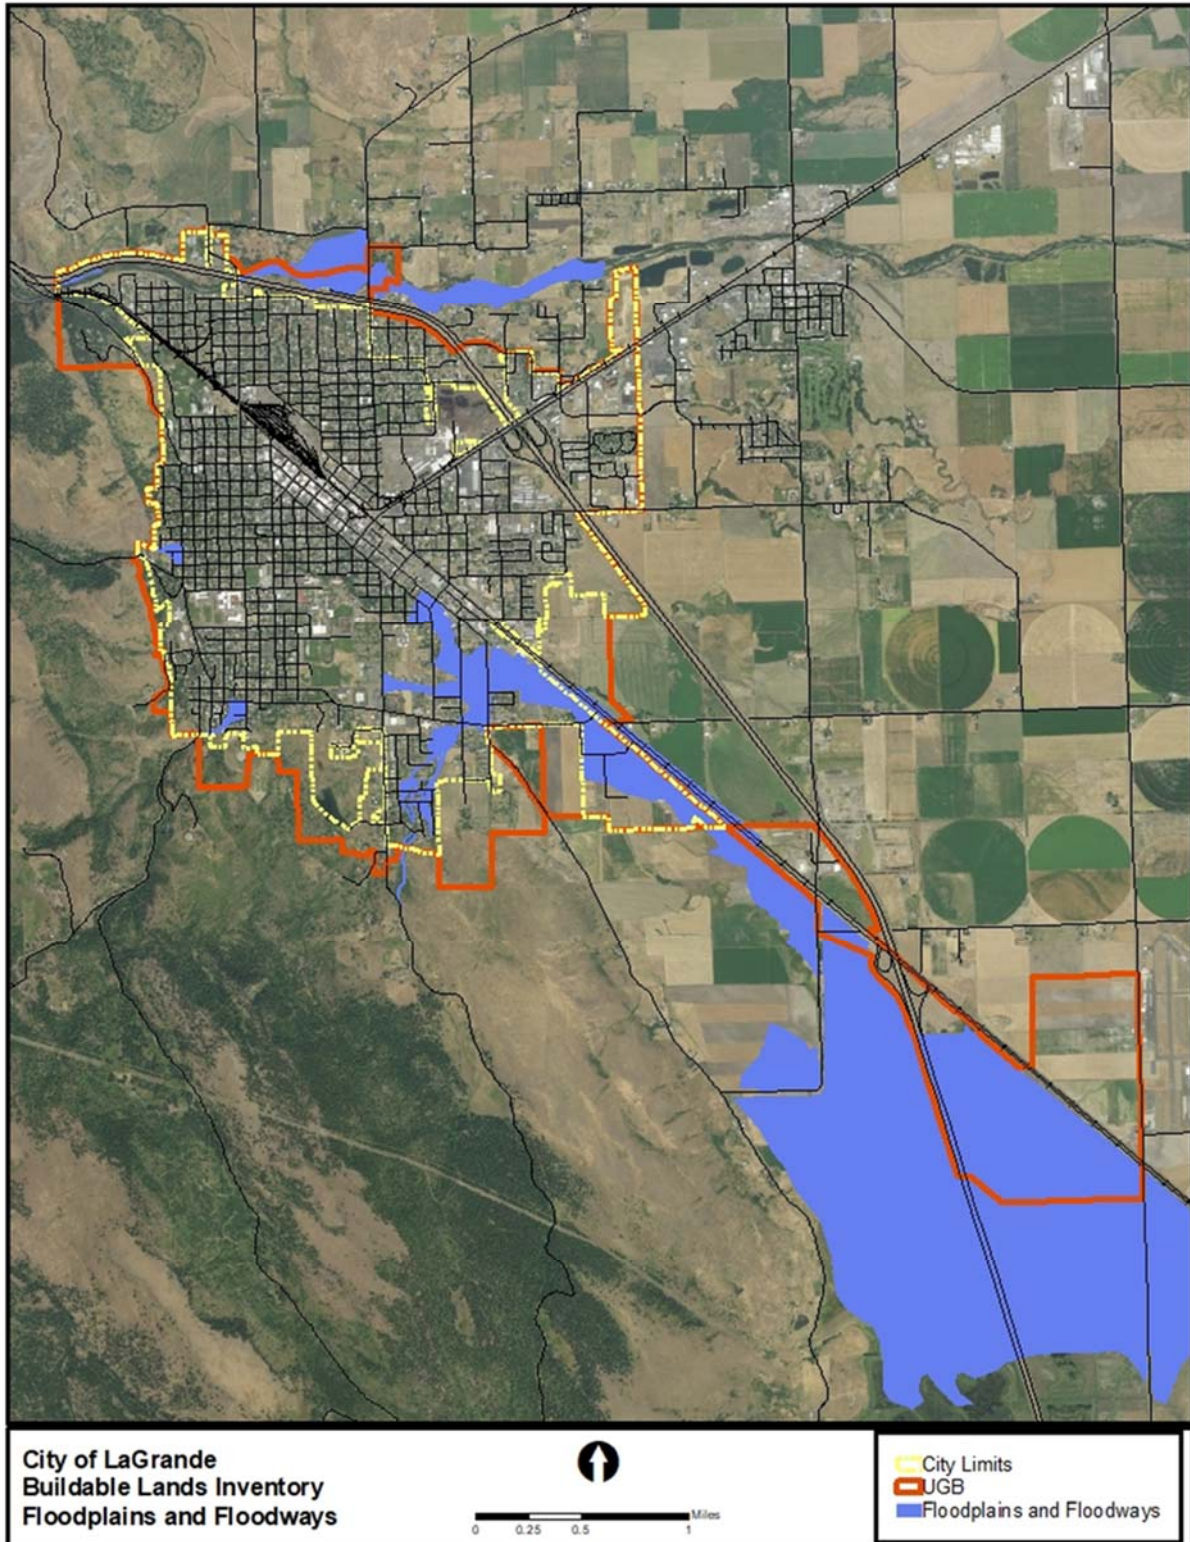 City of LaGrande
Buildable Lands Inventory
Floodplains and Floodways
Miles
0 0.25 0.5 1
City Limits
UGB
Floodplains and Floodways